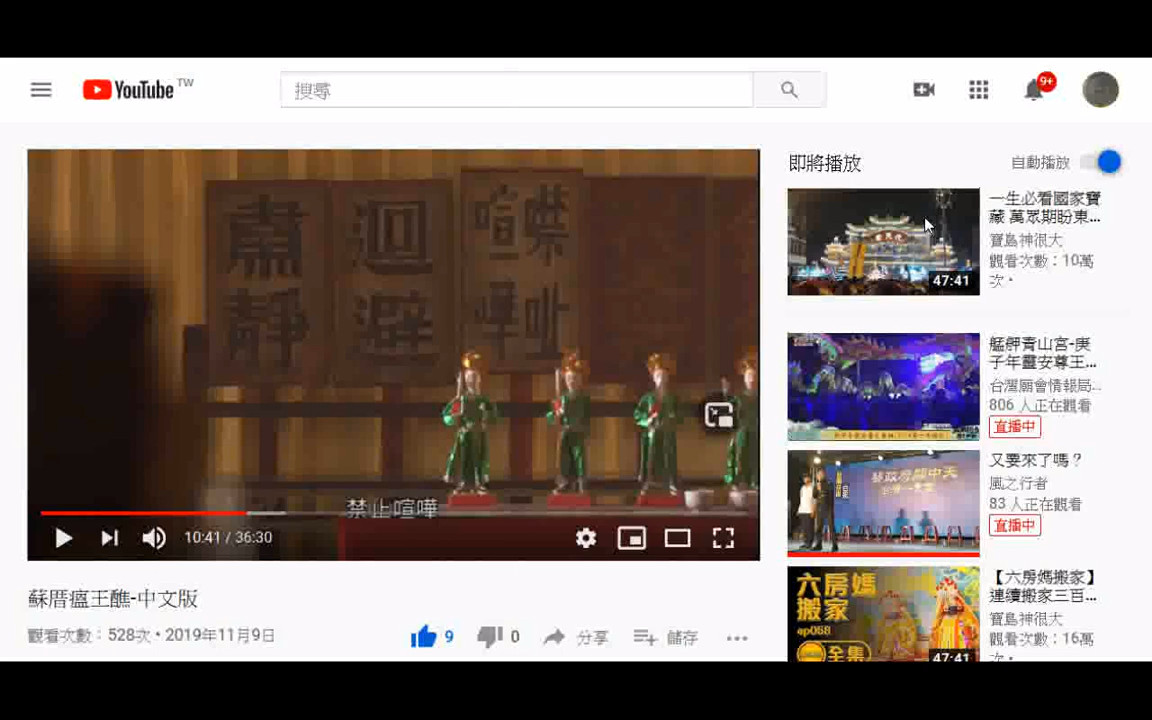 YouTube TW
搜尋
9+
肅靜
迴避
禁止喧嘩
10:41 / 36:30
蘇厝瘟王醮-中文版
觀看次數：528次 • 2019年11月9日
9
0
分享
儲存
即將播放
自動播放
47:41
一生必看國家寶
藏 萬眾期盼東...
寶島神很大
觀看次數：10萬
次 •
艋舺青山宮-庚
子年靈安尊王...
台灣廟會情報局...
806 人正在觀看
直播中
又要來了嗎？
風之行者
83 人正在觀看
直播中
六房媽
搬家
ep058
全集
47:41
【六房媽搬家】
連續搬家三百...
寶島神很大
觀看次數：16萬
次 •